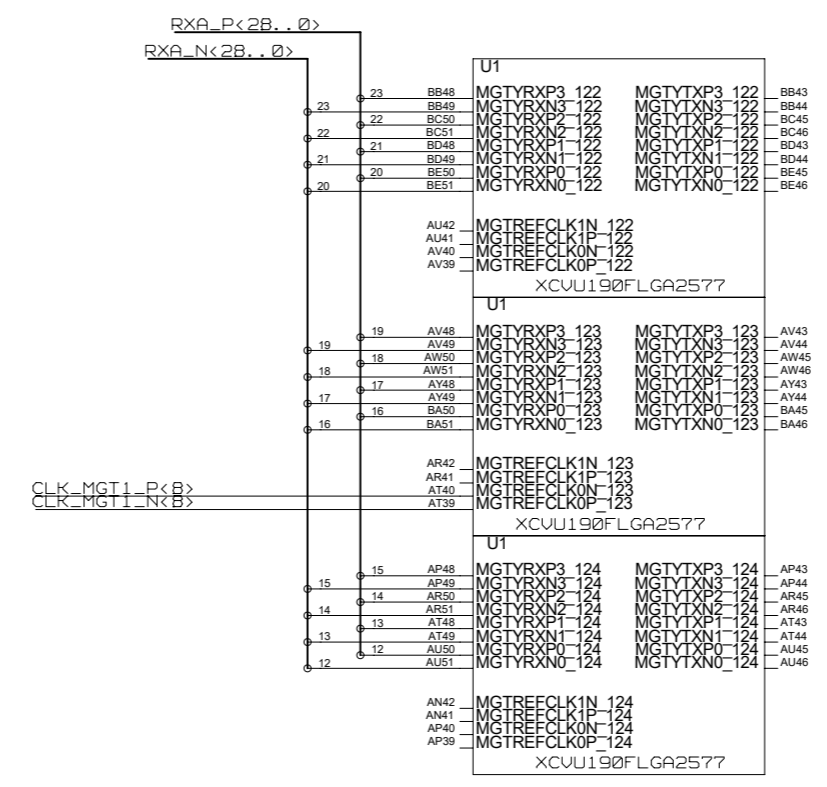 RXA_P<28..0>
RXA_N<28..0>
U1
23 BB48 MGTYRXP3_122 MGTYTXP3_122 BB43
23 BB49 MGTYRXN3_122 MGTYTXN3_122 BB44
22 BC50 MGTYRXP2_122 MGTYTXP2_122 BC45
22 BC51 MGTYRXN2_122 MGTYTXN2_122 BC46
21 BD48 MGTYRXP1_122 MGTYTXP1_122 BD43
21 BD49 MGTYRXN1_122 MGTYTXN1_122 BD44
20 BE50 MGTYRXP0_122 MGTYTXP0_122 BE45
20 BE51 MGTYRXN0_122 MGTYTXN0_122 BE46
AU42 MGTREFCLK1N_122
AU41 MGTREFCLK1P_122
AV40 MGTREFCLK0N_122
AV39 MGTREFCLK0P_122
XCVU190FLGA2577
U1
19 AV48 MGTYRXP3_123 MGTYTXP3_123 AV43
19 AV49 MGTYRXN3_123 MGTYTXN3_123 AV44
18 AW50 MGTYRXP2_123 MGTYTXP2_123 AW45
18 AW51 MGTYRXN2_123 MGTYTXN2_123 AW46
17 AY48 MGTYRXP1_123 MGTYTXP1_123 AY43
17 AY49 MGTYRXN1_123 MGTYTXN1_123 AY44
16 BA50 MGTYRXP0_123 MGTYTXP0_123 BA45
16 BA51 MGTYRXN0_123 MGTYTXN0_123 BA46
AR42 MGTREFCLK1N_123
AR41 MGTREFCLK1P_123
CLK_MGT1_P<8> AT40 MGTREFCLK0N_123
CLK_MGT1_N<8> AT39 MGTREFCLK0P_123
XCVU190FLGA2577
U1
15 AP48 MGTYRXP3_124 MGTYTXP3_124 AP43
15 AP49 MGTYRXN3_124 MGTYTXN3_124 AP44
14 AR50 MGTYRXP2_124 MGTYTXP2_124 AR45
14 AR51 MGTYRXN2_124 MGTYTXN2_124 AR46
13 AT48 MGTYRXP1_124 MGTYTXP1_124 AT43
13 AT49 MGTYRXN1_124 MGTYTXN1_124 AT44
12 AU50 MGTYRXP0_124 MGTYTXP0_124 AU45
12 AU51 MGTYRXN0_124 MGTYTXN0_124 AU46
AN42 MGTREFCLK1N_124
AN41 MGTREFCLK1P_124
AP40 MGTREFCLK0N_124
AP39 MGTREFCLK0P_124
XCVU190FLGA2577